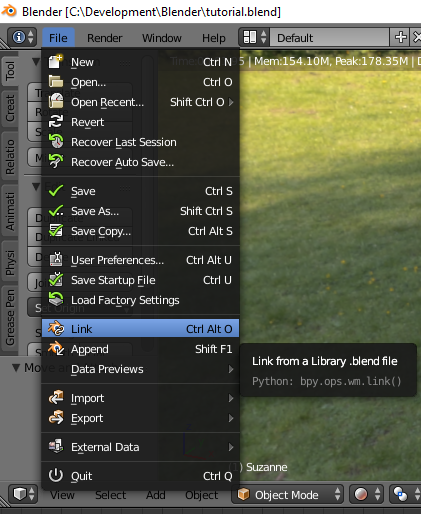 Blender [C:\Development\Blender\tutorial.blend]
File Render Window Help Default
New Ctrl N
Open... Ctrl O
Open Recent... Shift Ctrl O
Revert
Recover Last Session
Recover Auto Save...
Save Ctrl S
Save As... Shift Ctrl S
Save Copy... Ctrl Alt S
User Preferences... Ctrl Alt U
Save Startup File Ctrl U
Load Factory Settings
Link Ctrl Alt O
Append Shift F1
Data Previews
Import
Export
External Data
Quit Ctrl Q
| Mem:154.10M, Peak:178.35M | D
Tool
Creat
Relatio
Animati
Physi
Grease Pen
Set Origin
Link from a Library .blend file
Python: bpy.ops.wm.link()
(1) Suzanne
View Select Add Object Object Mode